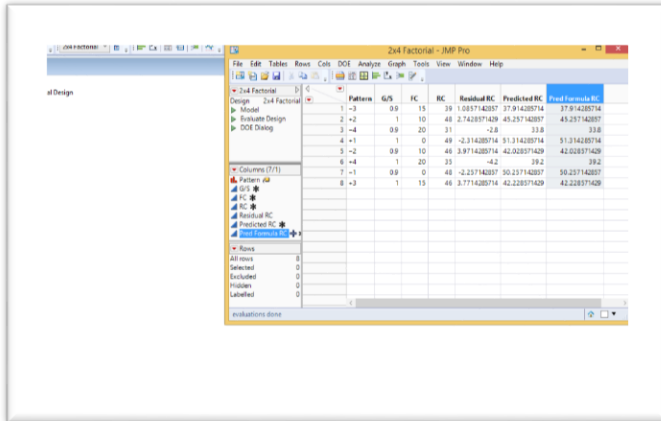 2x4 Factorial
al Design
2x4 Factorial - JMP Pro
File Edit Tables Rows Cols DOE Analyze Graph Tools View Window Help
2x4 Factorial
Design 2x4 Factorial
Model
Evaluate Design
DOE Dialog
Columns (7/1)
Pattern
G/S
FC
RC
Residual RC
Predicted RC
Pred Formula RC
Rows
All rows 8
Selected 0
Excluded 0
Hidden 0
Labelled 0
Pattern G/S FC RC Residual RC Predicted RC Pred Formula RC
1 −3 0.9 15 39 1.0857142857 37.914285714 37.914285714
2 +2 1 10 48 2.7428571429 45.257142857 45.257142857
3 −4 0.9 20 31 -2.8 33.8 33.8
4 +1 1 0 49 -2.314285714 51.314285714 51.314285714
5 −2 0.9 10 46 3.9714285714 42.028571429 42.028571429
6 +4 1 20 35 -4.2 39.2 39.2
7 −1 0.9 0 48 -2.257142857 50.257142857 50.257142857
8 +3 1 15 46 3.7714285714 42.228571429 42.228571429
evaluations done